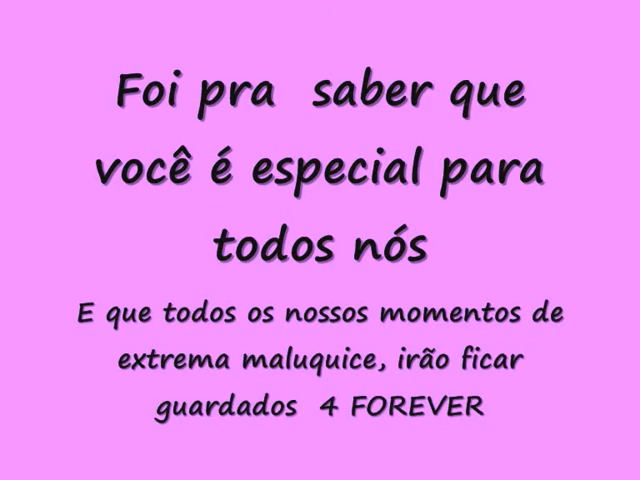 Foi pra saber que
você é especial para
todos nós
E que todos os nossos momentos de
extrema maluquice, irão ficar
guardados 4 FOREVER